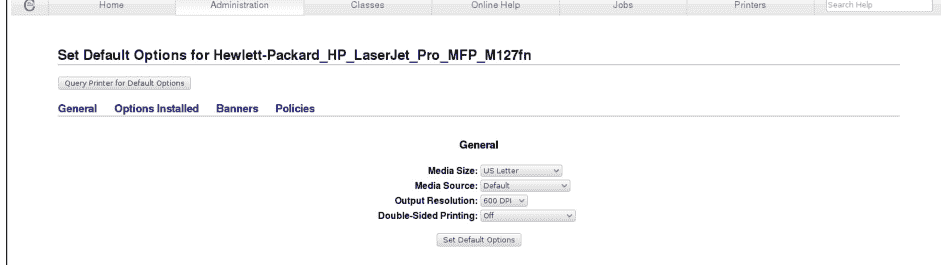 Home Administration Classes Online Help Jobs Printers Search Help
Set Default Options for Hewlett-Packard_HP_LaserJet_Pro_MFP_M127fn
Query Printer for Default Options
General Options Installed Banners Policies
General
Media Size: US Letter
Media Source: Default
Output Resolution: 600 DPI
Double-Sided Printing: Off
Set Default Options